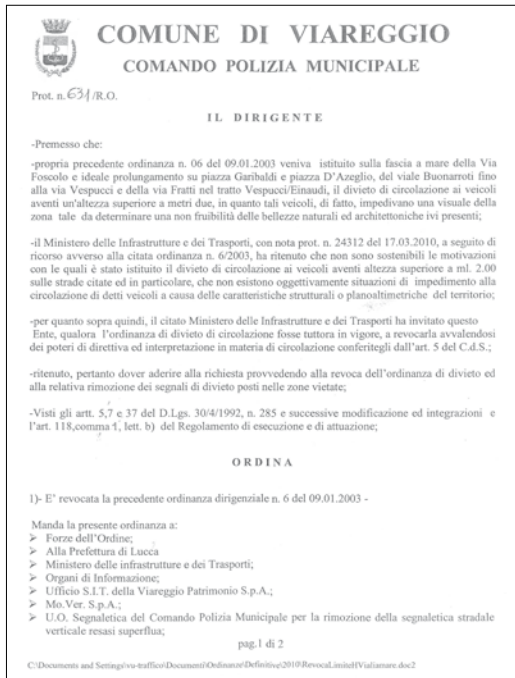 COMUNE DI VIAREGGIO
COMANDO POLIZIA MUNICIPALE
Prot. n. 631/R.O.
IL DIRIGENTE
-Premesso che:
-propria precedente ordinanza n. 06 del 09.01.2003 veniva istituito sulla fascia a mare della Via
Foscolo e ideale prolungamento su piazza Garibaldi e piazza D'Azeglio, del viale Buonarroti fino
alla via Vespucci e della via Fratti nel tratto Vespucci/Einaudi, il divieto di circolazione ai veicoli
aventi un'altezza superiore a metri due, in quanto tali veicoli, di fatto, impedivano una visuale della
zona tale da determinare una non fruibilità delle bellezze naturali ed architettoniche ivi presenti;
-il Ministero delle Infrastrutture e dei Trasporti, con nota prot. n. 24312 del 17.03.2010, a seguito di
ricorso avverso alla citata ordinanza n. 6/2003, ha ritenuto che non sono sostenibili le motivazioni
con le quali è stato istituito il divieto di circolazione ai veicoli aventi altezza superiore a ml. 2.00
sulle strade citate ed in particolare, che non esistono oggettivamente situazioni di impedimento alla
circolazione di detti veicoli a causa delle caratteristiche strutturali o planoaltimetriche del territorio;
-per quanto sopra quindi, il citato Ministero delle Infrastrutture e dei Trasporti ha invitato questo
Ente, qualora l'ordinanza di divieto di circolazione fosse tuttora in vigore, a revocarla avvalendosi
dei poteri di direttiva ed interpretazione in materia di circolazione conferitegli dall'art. 5 del C.d.S.;
-ritenuto, pertanto dover aderire alla richiesta provvedendo alla revoca dell'ordinanza di divieto ed
alla relativa rimozione dei segnali di divieto posti nelle zone vietate;
-Visti gli artt. 5,7 e 37 del D.Lgs. 30/4/1992, n. 285 e successive modificazione ed integrazioni e
l'art. 118,comma 1, lett. b) del Regolamento di esecuzione e di attuazione;
ORDINA
1)- E' revocata la precedente ordinanza dirigenziale n. 6 del 09.01.2003 -
Manda la presente ordinanza a:
➢ Forze dell'Ordine;
➢ Alla Prefettura di Lucca
➢ Ministero delle infrastrutture e dei Trasporti;
➢ Organi di Informazione;
➢ Ufficio S.I.T. della Viareggio Patrimonio S.p.A.;
➢ Mo.Ver. S.p.A.;
➢ U.O. Segnaletica del Comando Polizia Municipale per la rimozione della segnaletica stradale
verticale resasi superflua;
pag.1 di 2
C:\Documents and Settings\vu-traffico\Documenti\Ordinanze\Definitive\2010\RevocaLimiteHVialiamare.doc2